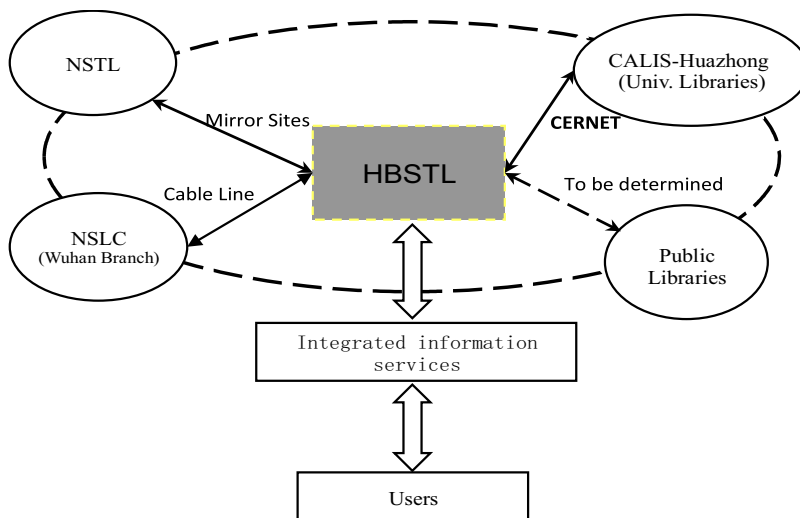 NSTL
CALIS-Huazhong
(Univ. Libraries)
Mirror Sites
CERNET
HBSTL
Cable Line
To be determined
NSLC
(Wuhan Branch)
Public
Libraries
Integrated information
services
Users